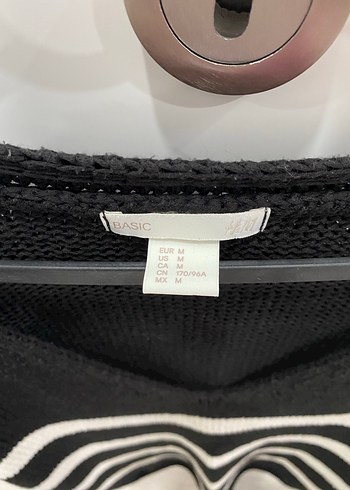 BASIC
EUR M
US M
CA M
CN 170/96A
MX M